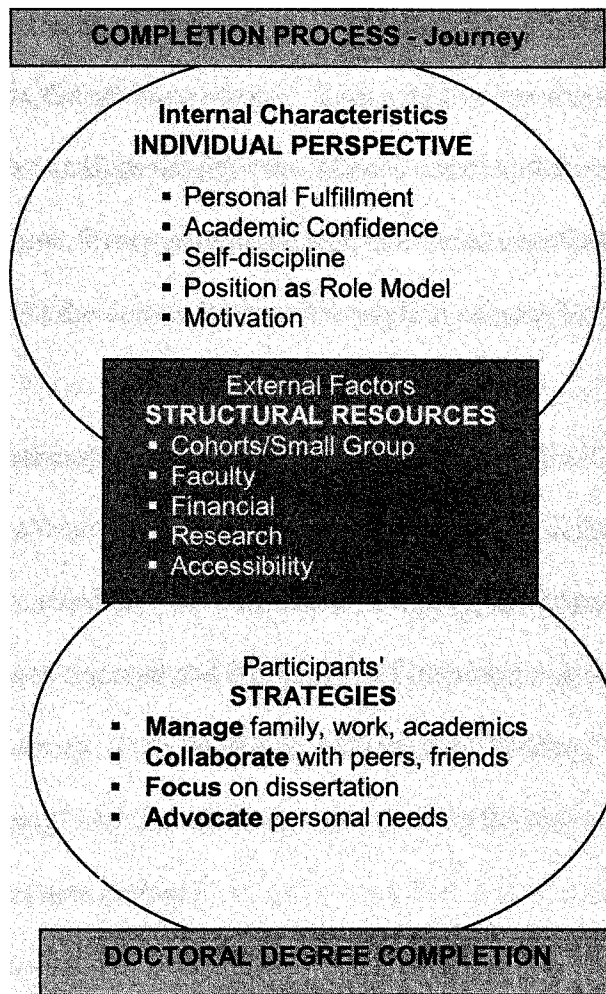 COMPLETION PROCESS - Journey
Internal Characteristics
INDIVIDUAL PERSPECTIVE
▪ Personal Fulfillment
▪ Academic Confidence
▪ Self-discipline
▪ Position as Role Model
▪ Motivation
External Factors
STRUCTURAL RESOURCES
▪ Cohorts/Small Group
▪ Faculty
▪ Financial
▪ Research
▪ Accessibility
Participants'
STRATEGIES
▪ Manage family, work, academics
▪ Collaborate with peers, friends
▪ Focus on dissertation
▪ Advocate personal needs
DOCTORAL DEGREE COMPLETION